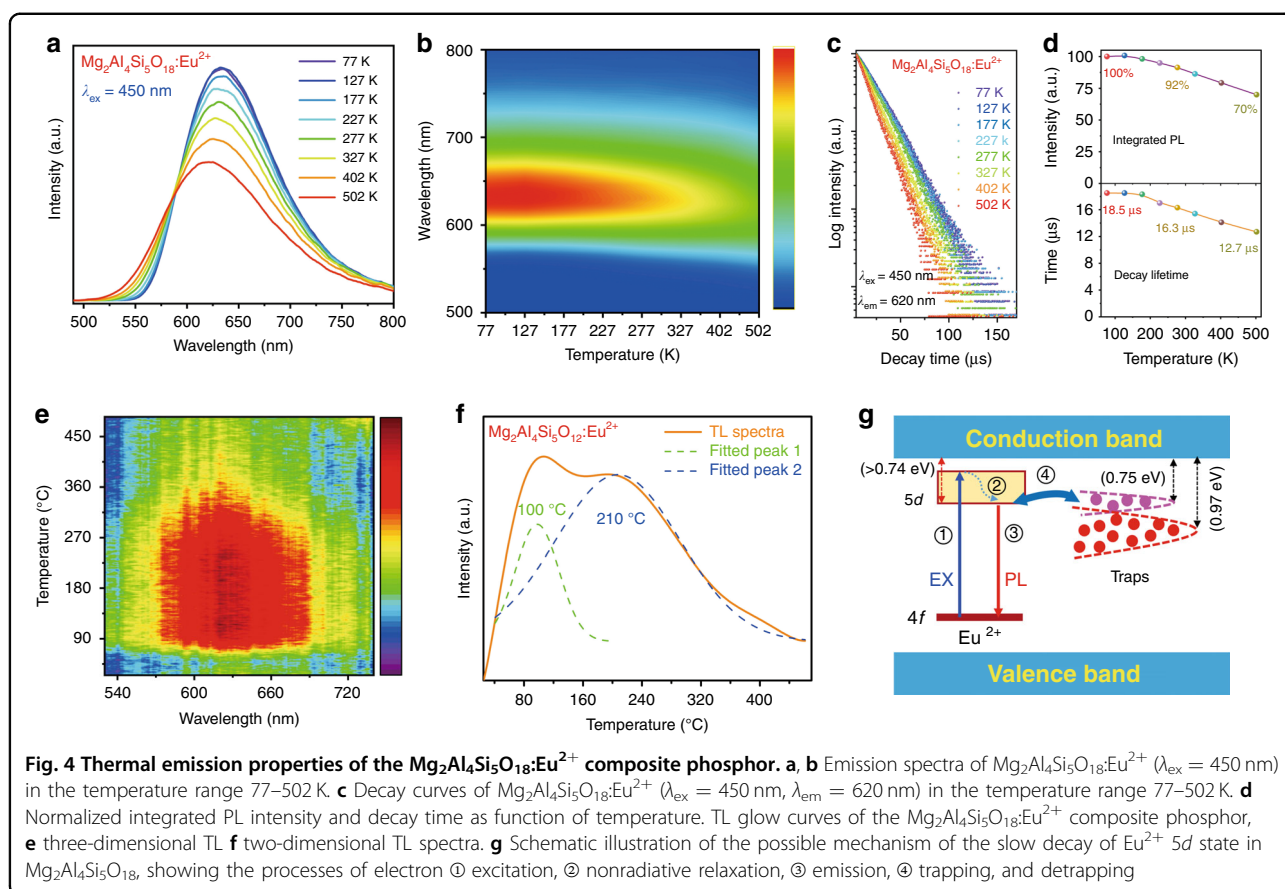 a
Mg₂Al₄Si₅O₁₈:Eu²⁺
λex = 450 nm
77 K
127 K
177 K
227 K
277 K
327 K
402 K
502 K
Intensity (a.u.)
500 550 600 650 700 750 800
Wavelength (nm)
b
800
700
600
500
Wavelength (nm)
77 127 177 227 277 327 402 502
Temperature (K)
c
Mg₂Al₄Si₅O₁₈:Eu²⁺
77 K
127 K
177 K
227 k
277 K
327 K
402 K
502 K
Log intensity (a.u.)
λex = 450 nm
λem = 620 nm
50 100 150
Decay time (μs)
d
100
75
50
25
0
Intensity (a.u.)
100%
92%
70%
Integrated PL
16
12
8
4
0
Time (μs)
18.5 μs
16.3 μs
12.7 μs
Decay lifetime
100 200 300 400 500
Temperature (K)
e
450
360
270
180
90
Temperature (°C)
540 600 660 720
Wavelength (nm)
f
Mg₂Al₄Si₅O₁₂:Eu²⁺
TL spectra
Fitted peak 1
Fitted peak 2
100 °C
210 °C
Intensity (a.u.)
80 160 240 320 400
Temperature (°C)
g
Conduction band
(>0.74 eV)
5d
②
④
(0.75 eV)
(0.97 eV)
①
③
EX
PL
Traps
4f
Eu²⁺
Valence band
Fig. 4 Thermal emission properties of the Mg₂Al₄Si₅O₁₈:Eu²⁺ composite phosphor. a, b Emission spectra of Mg₂Al₄Si₅O₁₈:Eu²⁺ (λex = 450 nm)
in the temperature range 77–502 K. c Decay curves of Mg₂Al₄Si₅O₁₈:Eu²⁺ (λex = 450 nm, λem = 620 nm) in the temperature range 77–502 K. d
Normalized integrated PL intensity and decay time as function of temperature. TL glow curves of the Mg₂Al₄Si₅O₁₈:Eu²⁺ composite phosphor,
e three-dimensional TL f two-dimensional TL spectra. g Schematic illustration of the possible mechanism of the slow decay of Eu²⁺ 5d state in
Mg₂Al₄Si₅O₁₈, showing the processes of electron ① excitation, ② nonradiative relaxation, ③ emission, ④ trapping, and detrapping